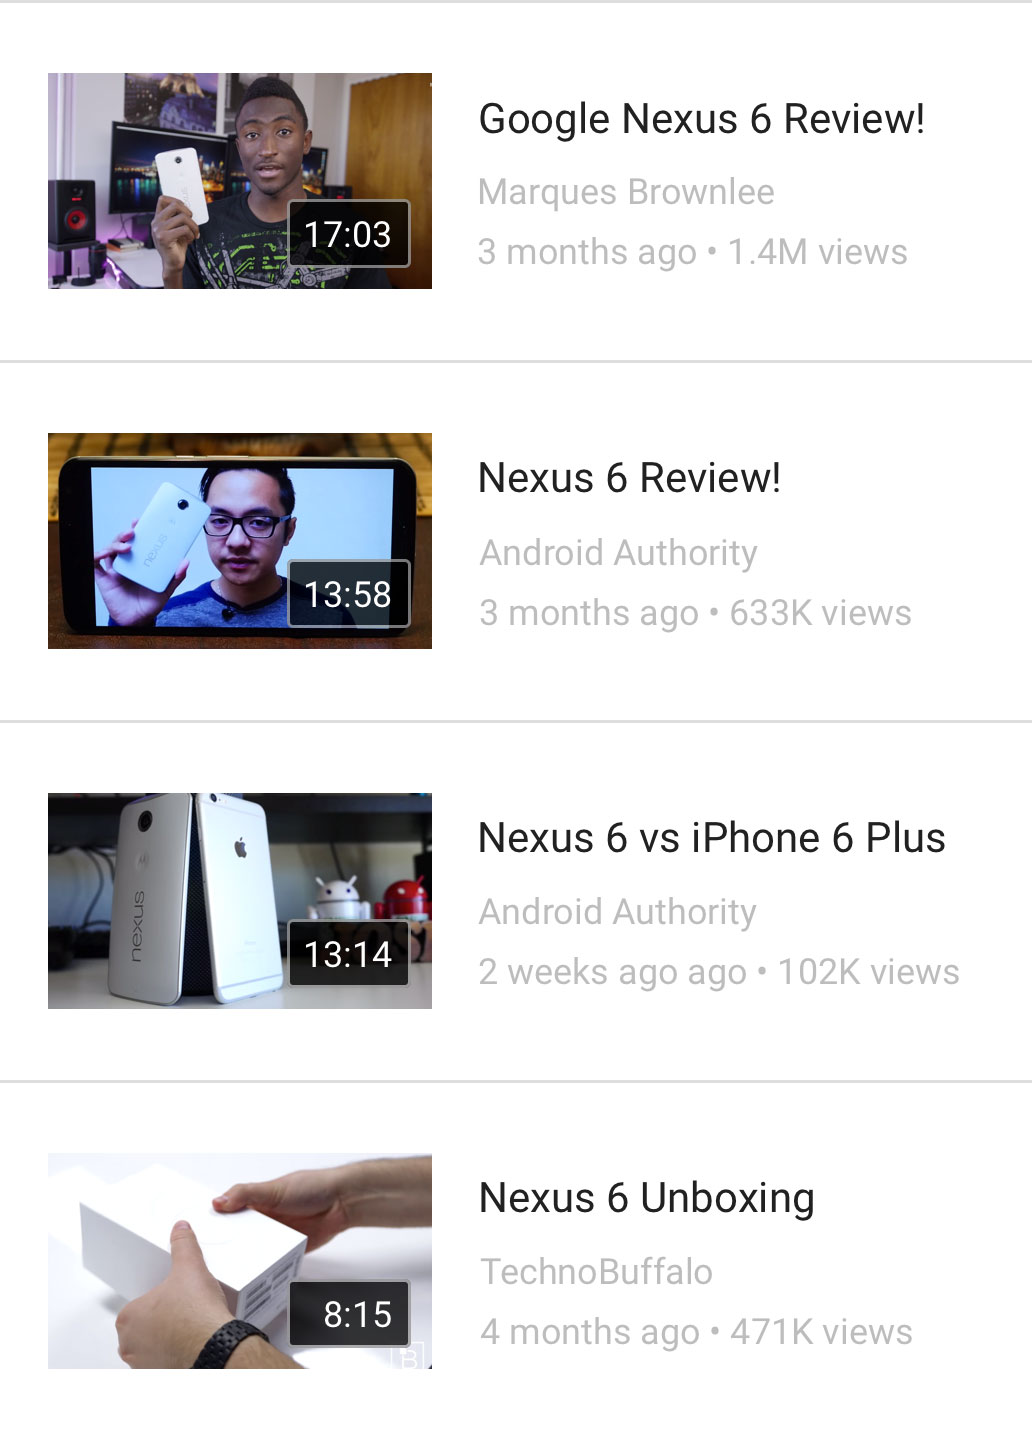 17:03
Google Nexus 6 Review!
Marques Brownlee
3 months ago • 1.4M views
nexus
13:58
Nexus 6 Review!
Android Authority
3 months ago • 633K views
nexus
13:14
Nexus 6 vs iPhone 6 Plus
Android Authority
2 weeks ago ago • 102K views
8:15
B
Nexus 6 Unboxing
TechnoBuffalo
4 months ago • 471K views